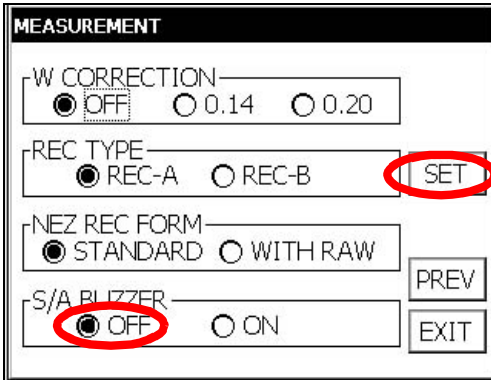 MEASUREMENT
W CORRECTION
OFF 0.14 0.20
REC TYPE
REC-A REC-B SET
NEZ REC FORM
STANDARD WITH RAW
PREV
S/A BUZZER
OFF ON EXIT